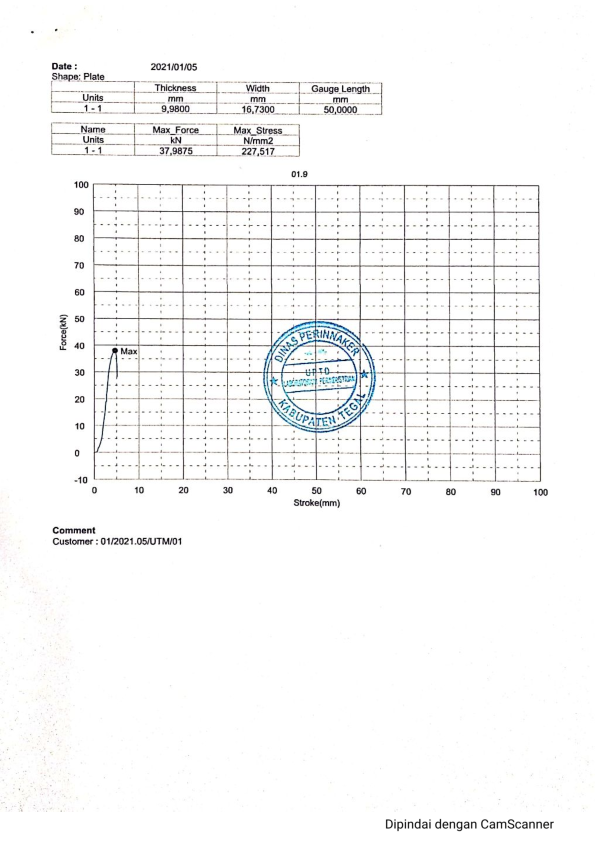 Date : 2021/01/05
Shape: Plate
Thickness Width Gauge Length
Units mm mm mm
1 - 1 9,9800 16,7300 50,0000
Name Max_Force Max_Stress
Units kN N/mm2
1 - 1 37,9875 227,517
01.9
100
90
80
70
60
50
40
30
20
10
0
-10
Force(kN)
Max
DINAS PERINNAKER
UPTD
KABUPATEN TEGAL
0 10 20 30 40 50 60 70 80 90 100
Stroke(mm)
Comment
Customer : 01/2021.05/UTM/01
Dipindai dengan CamScanner